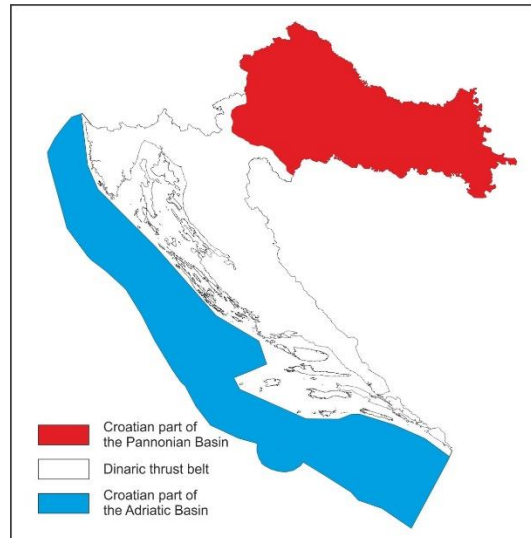 Croatian part of
the Pannonian Basin
Dinaric thrust belt
Croatian part of
the Adriatic Basin